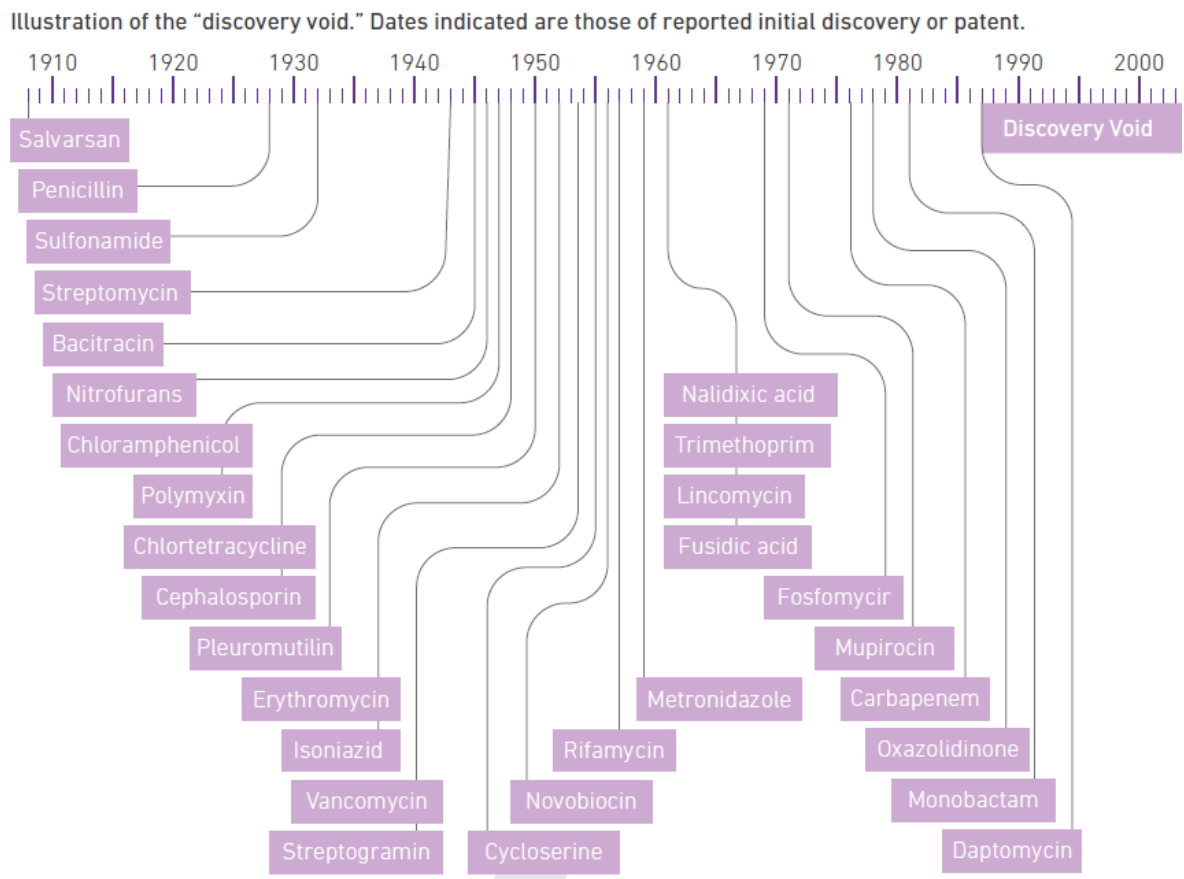 Illustration of the “discovery void.” Dates indicated are those of reported initial discovery or patent.
1910 1920 1930 1940 1950 1960 1970 1980 1990 2000
Discovery Void
Salvarsan
Penicillin
Sulfonamide
Streptomycin
Bacitracin
Nitrofurans
Chloramphenicol
Polymyxin
Chlortetracycline
Cephalosporin
Pleuromutilin
Erythromycin
Isoniazid
Vancomycin
Streptogramin
Cycloserine
Novobiocin
Rifamycin
Metronidazole
Nalidixic acid
Trimethoprim
Lincomycin
Fusidic acid
Fosfomycir
Mupirocin
Carbapenem
Oxazolidinone
Monobactam
Daptomycin